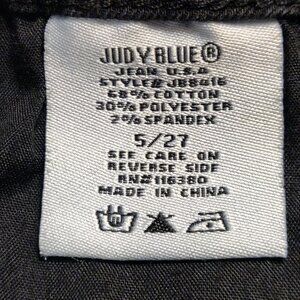 JUDY BLUE®
JEAN U.S.A
STYLE# JB8416
68% COTTON
30% POLYESTER
2% SPANDEX
5/27
SEE CARE ON
REVERSE SIDE
RN#116380
MADE IN CHINA